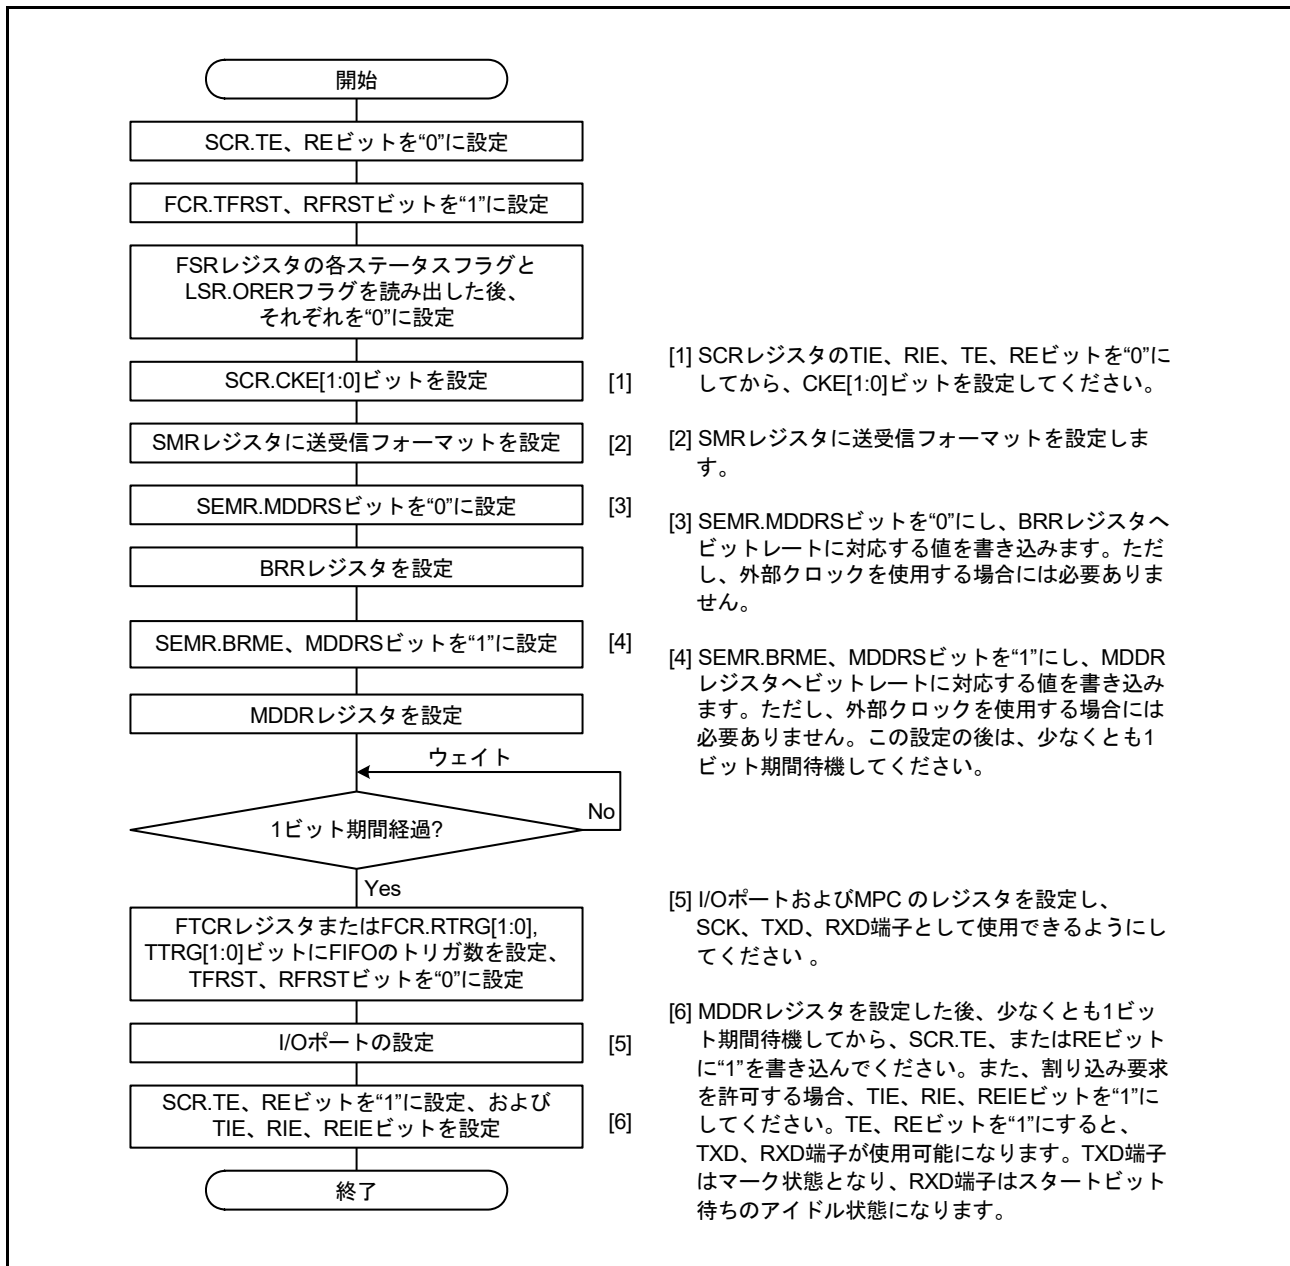 開始
SCR.TE、REビットを“0”に設定
FCR.TFRST、RFRSTビットを“1”に設定
FSRレジスタの各ステータスフラグと
LSR.ORERフラグを読み出した後、
それぞれを“0”に設定
SCR.CKE[1:0]ビットを設定
[1]
SMRレジスタに送受信フォーマットを設定
[2]
SEMR.MDDRSビットを“0”に設定
[3]
BRRレジスタを設定
SEMR.BRME、MDDRSビットを“1”に設定
[4]
MDDRレジスタを設定
ウェイト
1ビット期間経過?
No
Yes
FTCRレジスタまたはFCR.RTRG[1:0],
TTRG[1:0]ビットにFIFOのトリガ数を設定、
TFRST、RFRSTビットを“0”に設定
I/Oポートの設定
[5]
SCR.TE、REビットを“1”に設定、および
TIE、RIE、REIEビットを設定
[6]
終了
[1] SCRレジスタのTIE、RIE、TE、REビットを“0”に
してから、CKE[1:0]ビットを設定してください。
[2] SMRレジスタに送受信フォーマットを設定しま
す。
[3] SEMR.MDDRSビットを“0”にし、BRRレジスタへ
ビットレートに対応する値を書き込みます。ただ
し、外部クロックを使用する場合には必要ありま
せん。
[4] SEMR.BRME、MDDRSビットを“1”にし、MDDR
レジスタへビットレートに対応する値を書き込み
ます。ただし、外部クロックを使用する場合には
必要ありません。この設定の後は、少なくとも1
ビット期間待機してください。
[5] I/OポートおよびMPC のレジスタを設定し、
SCK、TXD、RXD端子として使用できるようにし
てください 。
[6] MDDRレジスタを設定した後、少なくとも1ビッ
ト期間待機してから、SCR.TE、またはREビット
に“1”を書き込んでください。また、割り込み要求
を許可する場合、TIE、RIE、REIEビットを“1”に
してください。TE、REビットを“1”にすると、
TXD、RXD端子が使用可能になります。TXD端子
はマーク状態となり、RXD端子はスタートビット
待ちのアイドル状態になります。